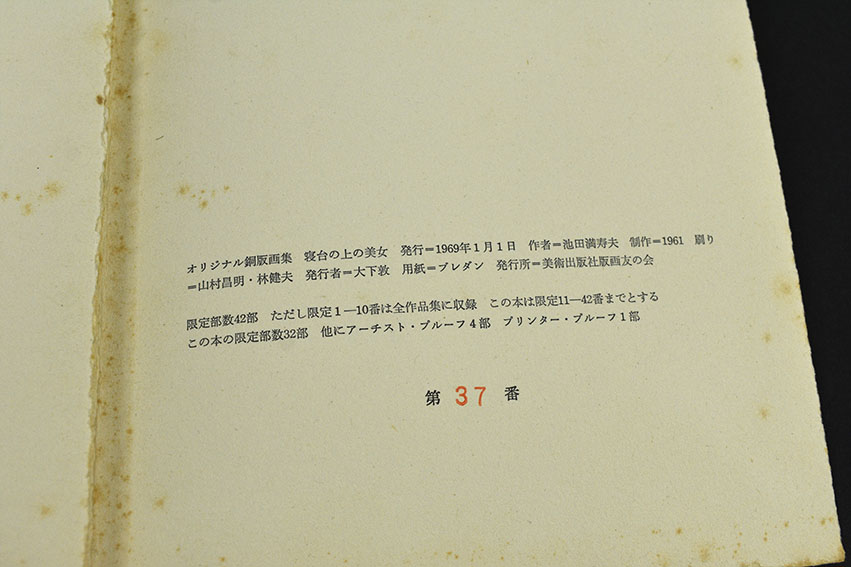 オリジナル銅版画集　寝台の上の美女　発行＝1969年1月1日　作者＝池田満寿夫　制作＝1961　刷り
＝山村昌明・林健夫　発行者＝大下敦　用紙＝ブレダン　発行所＝美術出版社版画友の会
限定部数42部　ただし限定1―10番は全作品集に収録　この本は限定11―42番までとする
この本の限定部数32部　他にアーチスト・プルーフ4部　プリンター・プルーフ1部
第 37 番